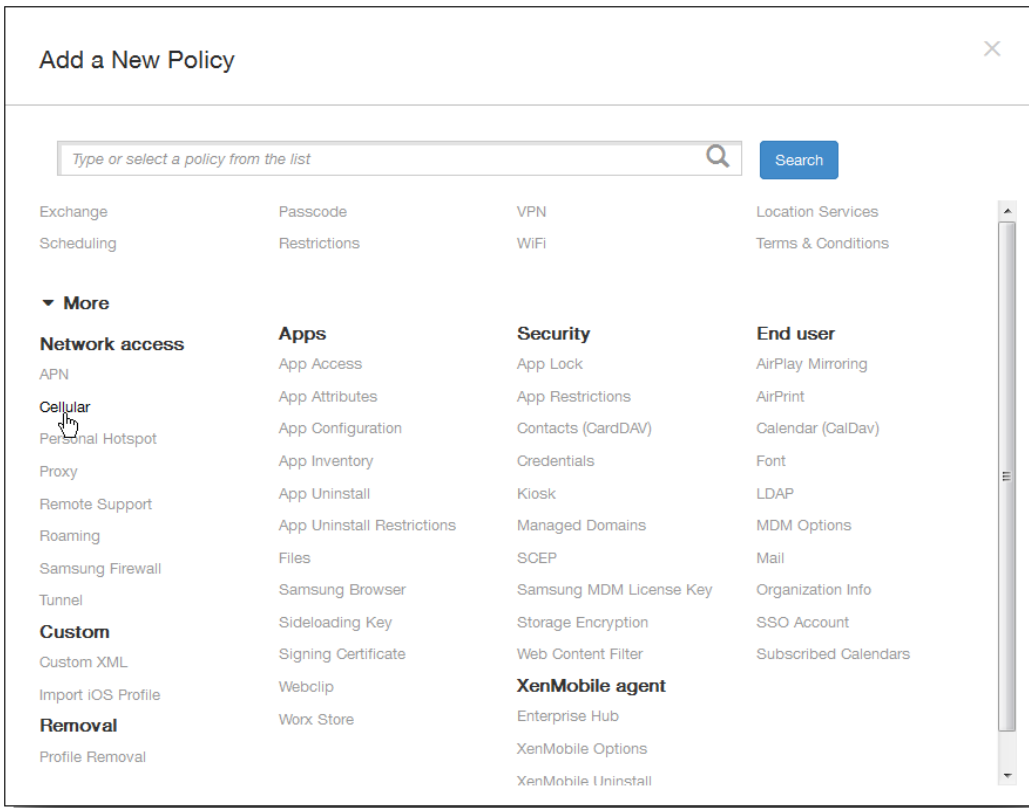 Add a New Policy
Type or select a policy from the list
Search
Exchange
Passcode
VPN
Location Services
Scheduling
Restrictions
WiFi
Terms & Conditions
More
Network access
APN
Cellular
Personal Hotspot
Proxy
Remote Support
Roaming
Samsung Firewall
Tunnel
Custom
Custom XML
Import iOS Profile
Removal
Profile Removal
Apps
App Access
App Attributes
App Configuration
App Inventory
App Uninstall
App Uninstall Restrictions
Files
Samsung Browser
Sideloading Key
Signing Certificate
Webclip
Worx Store
Security
App Lock
App Restrictions
Contacts (CardDAV)
Credentials
Kiosk
Managed Domains
SCEP
Samsung MDM License Key
Storage Encryption
Web Content Filter
XenMobile agent
Enterprise Hub
XenMobile Options
XenMobile Uninstall
End user
AirPlay Mirroring
AirPrint
Calendar (CalDav)
Font
LDAP
MDM Options
Mail
Organization Info
SSO Account
Subscribed Calendars